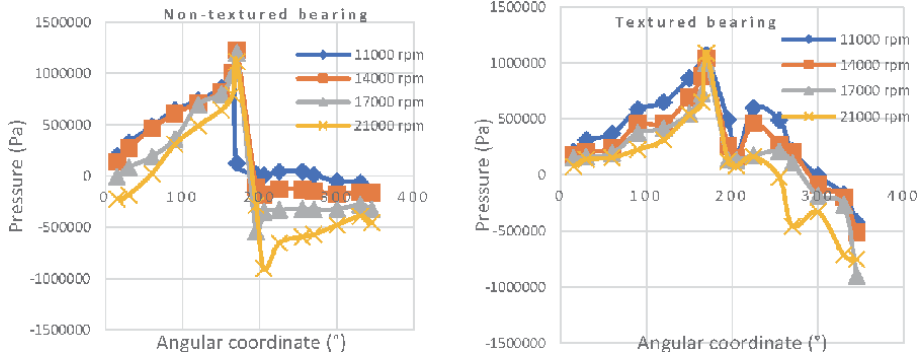 Non-textured bearing
1500000
1000000
500000
0
-500000
-1000000
-1500000
0
100
200
300
400
Pressure (Pa)
Angular coordinate (°)
11000 rpm
14000 rpm
17000 rpm
21000 rpm
Textured bearing
1500000
1000000
500000
0
-500000
-1000000
-1500000
0
100
200
300
400
Pressure (Pa)
Angular coordinate (°)
11000 rpm
14000 rpm
17000 rpm
21000 rpm